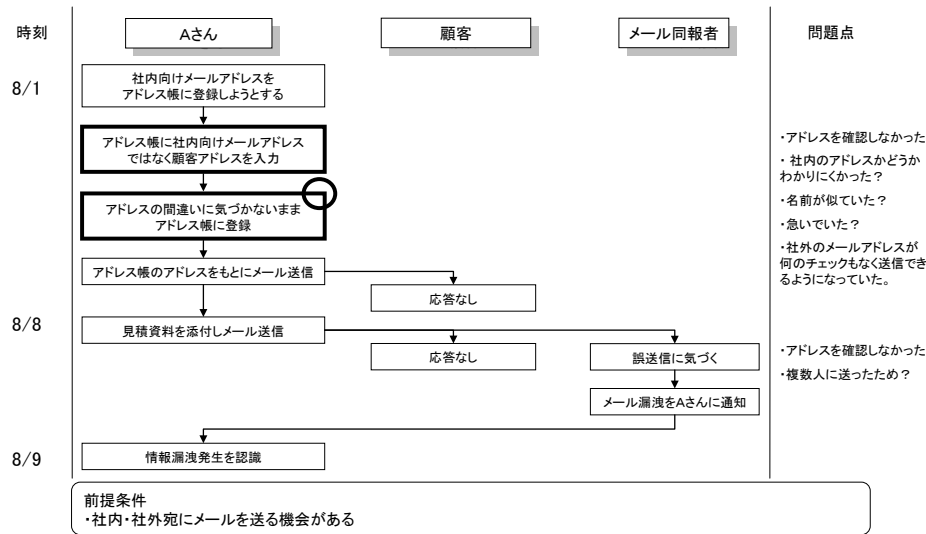 時刻
Aさん
顧客
メール同報者
問題点
8/1
社内向けメールアドレスを
アドレス帳に登録しようとする
アドレス帳に社内向けメールアドレス
ではなく顧客アドレスを入力
・アドレスを確認しなかった
・ 社内のアドレスかどうか
わかりにくかった？
・名前が似ていた？
・急いでいた？
・社外のメールアドレスが
何のチェックもなく送信でき
るようになっていた。
アドレスの間違いに気づかないまま
アドレス帳に登録
アドレス帳のアドレスをもとにメール送信
応答なし
8/8
見積資料を添付しメール送信
応答なし
誤送信に気づく
・アドレスを確認しなかった
・複数人に送ったため？
メール漏洩をAさんに通知
8/9
情報漏洩発生を認識
前提条件
・社内・社外宛にメールを送る機会がある